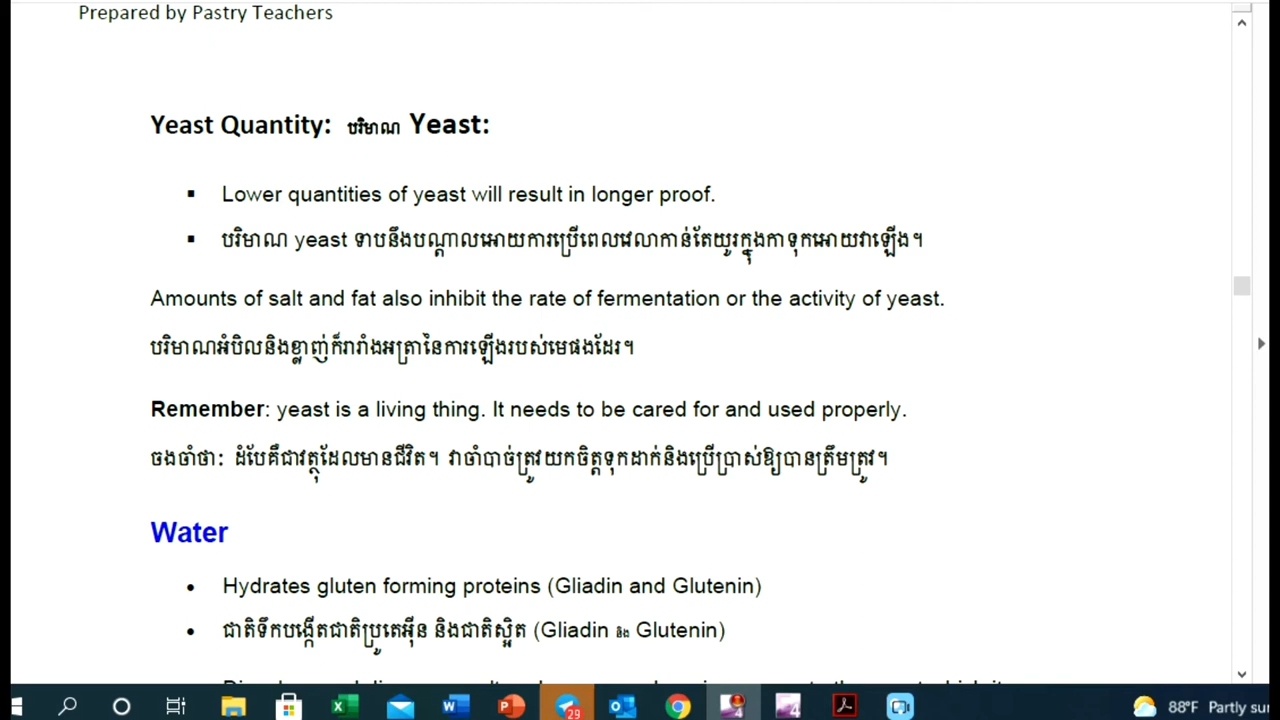 Prepared by Pastry Teachers
Yeast Quantity: បរិមាណ Yeast:
▪ Lower quantities of yeast will result in longer proof.
▪ បរិមាណ yeast ទាបនឹងបណ្តាលអោយការប្រើពេលវេលាកាន់តែយូរក្នុងកាទុកអោយវាឡើង។
Amounts of salt and fat also inhibit the rate of fermentation or the activity of yeast.
បរិមាណអំបិលនិងខ្លាញ់ក៏រារាំងអត្រានៃការឡើងរបស់មេផងដែរ។
Remember: yeast is a living thing. It needs to be cared for and used properly.
ចងចាំថា: ដំបែគឺជាវត្ថុដែលមានជីវិត។ វាចាំបាច់ត្រូវយកចិត្តទុកដាក់និងប្រើប្រាស់ឱ្យបានត្រឹមត្រូវ។
Water
• Hydrates gluten forming proteins (Gliadin and Glutenin)
• ជាតិទឹកបង្កើតជាតិប្រូតេអ៊ីន និងជាតិស្អិត (Gliadin និង Glutenin)
29
88°F Partly sur